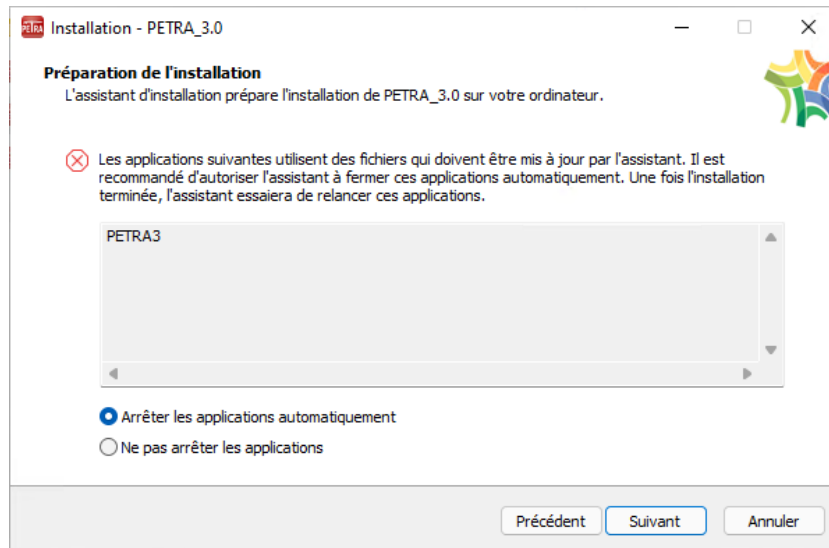 PETRA
Installation - PETRA_3.0
Préparation de l'installation
L'assistant d'installation prépare l'installation de PETRA_3.0 sur votre ordinateur.
Les applications suivantes utilisent des fichiers qui doivent être mis à jour par l'assistant. Il est
recommandé d'autoriser l'assistant à fermer ces applications automatiquement. Une fois l'installation
terminée, l'assistant essaiera de relancer ces applications.
PETRA3
Arrêter les applications automatiquement
Ne pas arrêter les applications
Précédent
Suivant
Annuler